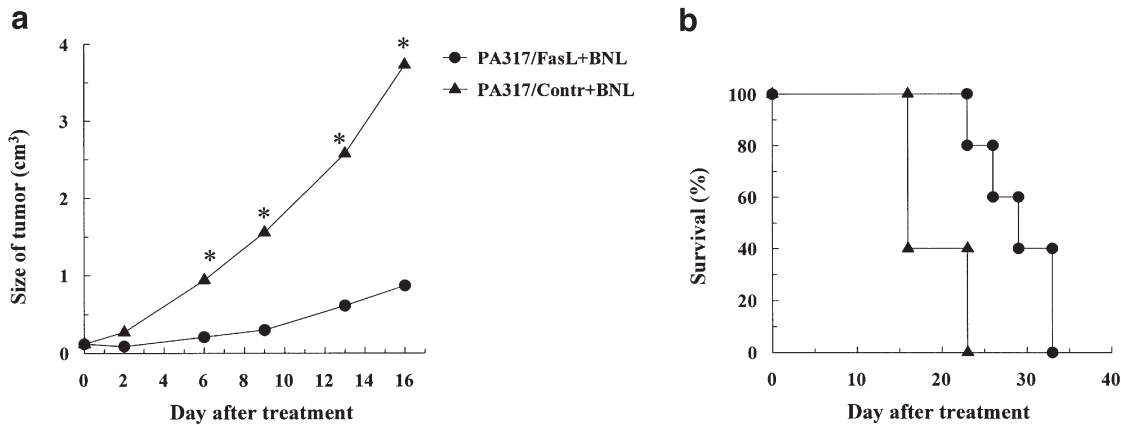 a
4
3
2
1
0
Size of tumor (cm³)
*
*
*
*
0 2 4 6 8 10 12 14 16
Day after treatment
PA317/FasL+BNL
PA317/Contr+BNL
b
100
80
60
40
20
0
Survival (%)
0 10 20 30 40
Day after treatment